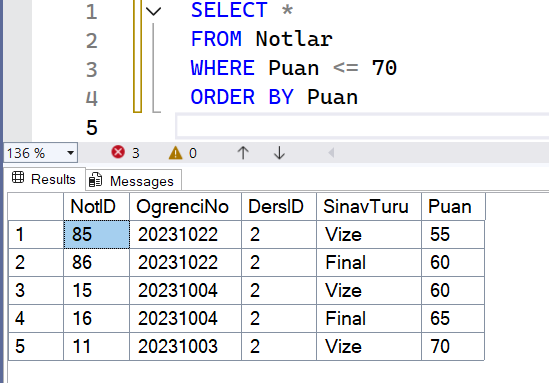 1 SELECT *
2 FROM Notlar
3 WHERE Puan <= 70
4 ORDER BY Puan
5
136 % 3 0
Results Messages
NotID OgrenciNo DersID SinavTuru Puan
1 85 20231022 2 Vize 55
2 86 20231022 2 Final 60
3 15 20231004 2 Vize 60
4 16 20231004 2 Final 65
5 11 20231003 2 Vize 70